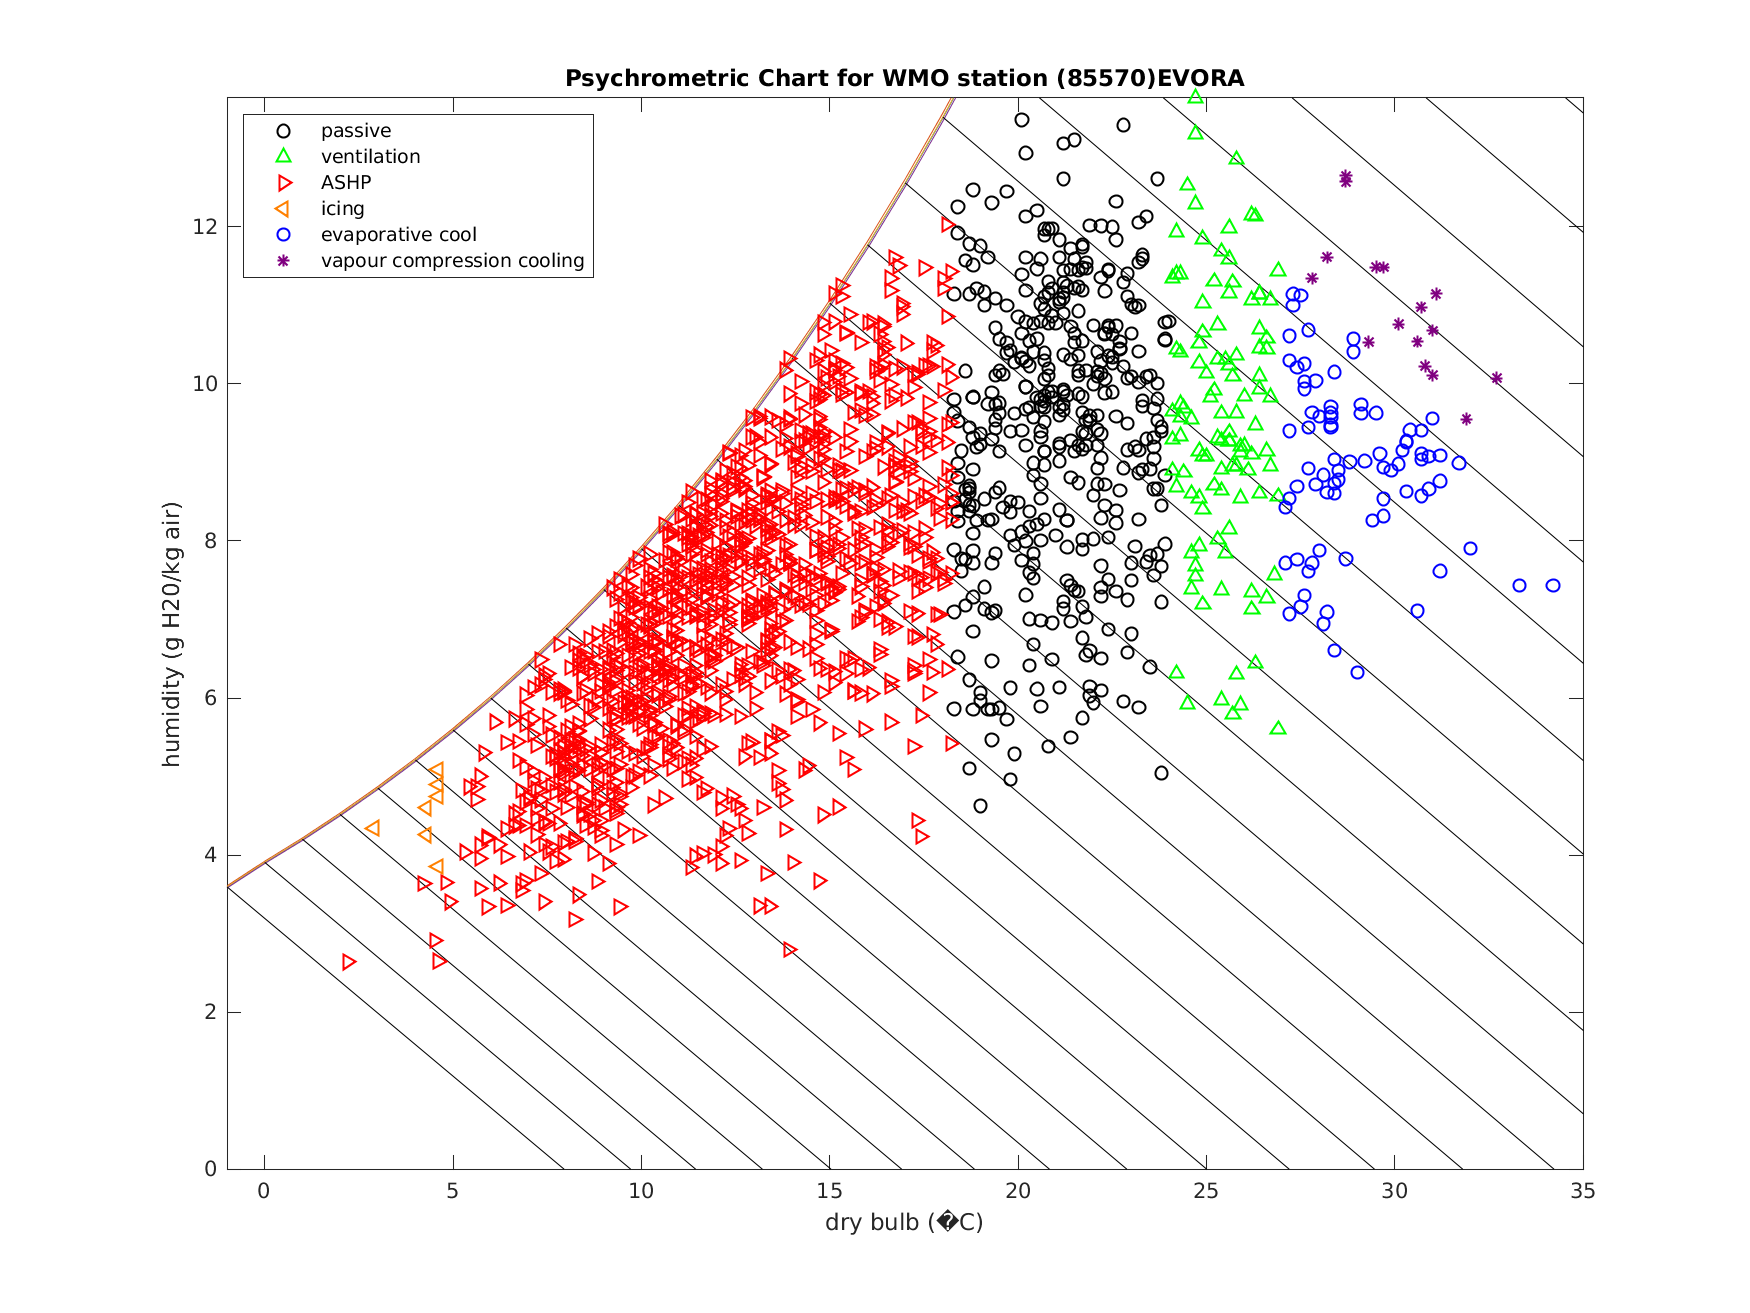 Psychrometric Chart for WMO station (85570)EVORA
passive
ventilation
ASHP
icing
evaporative cool
vapour compression cooling
humidity (g H20/kg air)
12
10
8
6
4
2
0
0 5 10 15 20 25 30 35
dry bulb (�C)